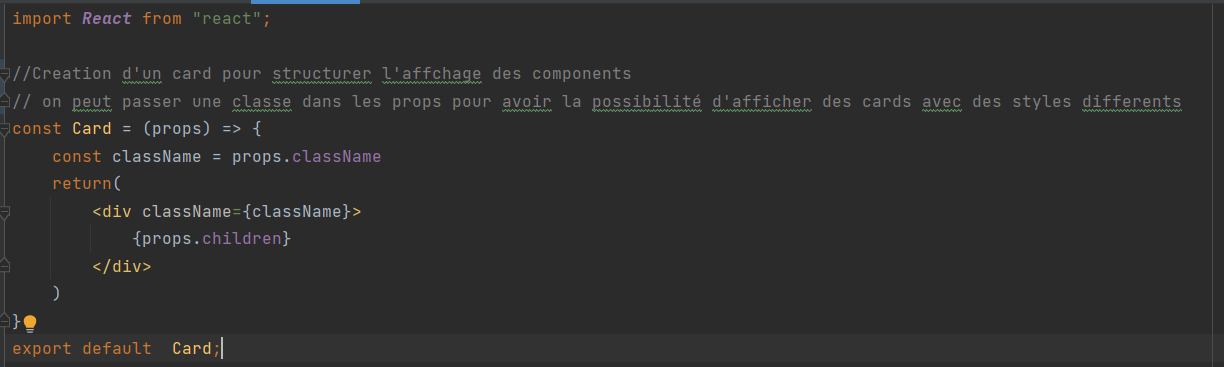 import React from "react";
//Creation d'un card pour structurer l'affchage des components
// on peut passer une classe dans les props pour avoir la possibilité d'afficher des cards avec des styles differents
const Card = (props) => {
const className = props.className
return(
<div className={className}>
{props.children}
</div>
)
}
export default  Card;